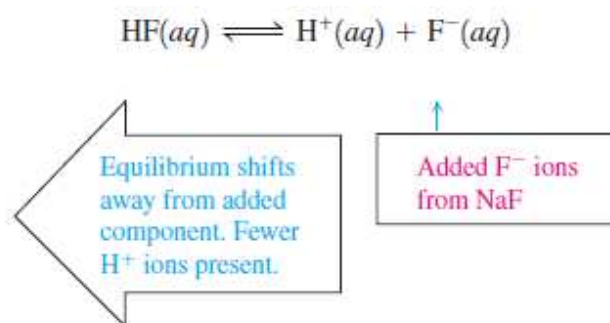 HF(aq) ⇌ H⁺(aq) + F⁻(aq)
Equilibrium shifts
away from added
component. Fewer
H⁺ ions present.
Added F⁻ ions
from NaF